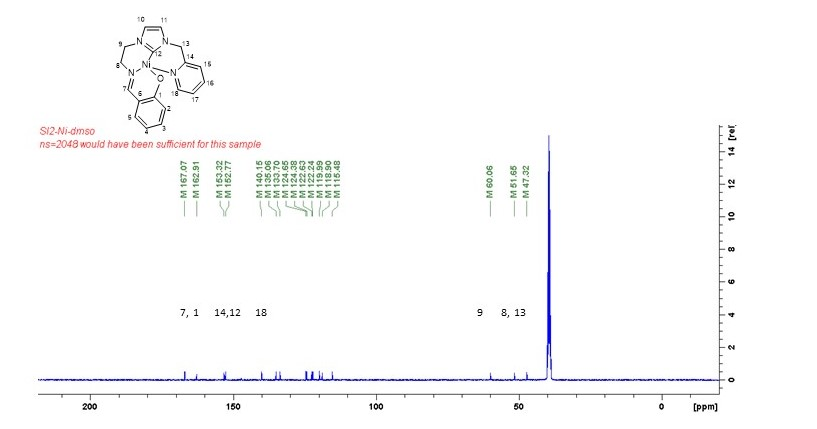 10 11
9 N N 13
12 14 15
8 Ni N 16
N O 18 17
7 6 1
2
5 4 3
SI2-Ni-dmso
ns=2048 would have been sufficient for this sample
M 167.07
M 162.91
M 153.32
M 152.77
M 140.15
M 135.06
M 133.70
M 124.65
M 124.38
M 122.63
M 122.24
M 119.99
M 118.90
M 115.48
M 60.06
M 51.65
M 47.32
7, 1 14,12 18 9 8, 13
[rel
14
12
10
8
6
4
2
0
200 150 100 50 0 [ppm]